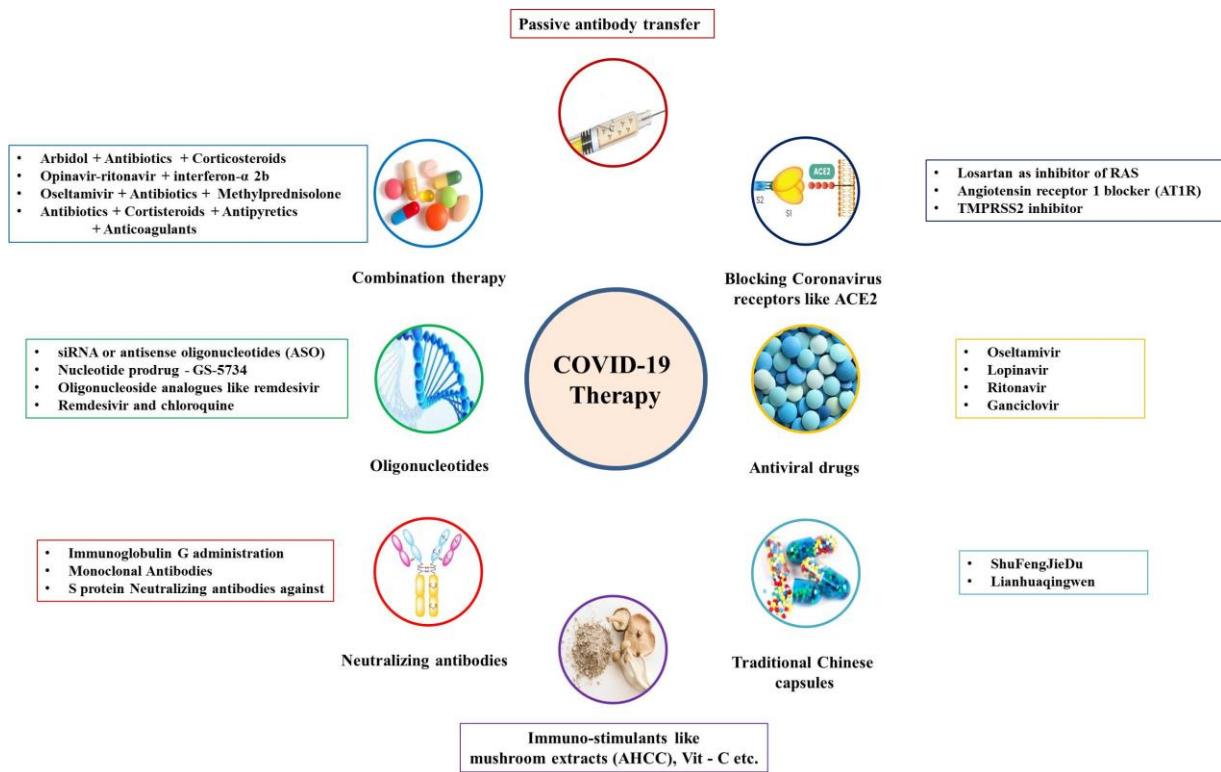 Passive antibody transfer
• Arbidol + Antibiotics + Corticosteroids
• Opinavir-ritonavir + interferon-α 2b
• Oseltamivir + Antibiotics + Methylprednisolone
• Antibiotics + Cortisteroids + Antipyretics
+ Anticoagulants
Combination therapy
ACE2
S2
S1
Blocking Coronavirus
receptors like ACE2
• Losartan as inhibitor of RAS
• Angiotensin receptor 1 blocker (AT1R)
• TMPRSS2 inhibitor
COVID-19
Therapy
• siRNA or antisense oligonucleotides (ASO)
• Nucleotide prodrug - GS-5734
• Oligonucleoside analogues like remdesivir
• Remdesivir and chloroquine
Oligonucleotides
Antiviral drugs
• Oseltamivir
• Lopinavir
• Ritonavir
• Ganciclovir
• Immunoglobulin G administration
• Monoclonal Antibodies
• S protein Neutralizing antibodies against
Neutralizing antibodies
Traditional Chinese
capsules
• ShuFengJieDu
• Lianhuaqingwen
Immuno-stimulants like
mushroom extracts (AHCC), Vit - C etc.